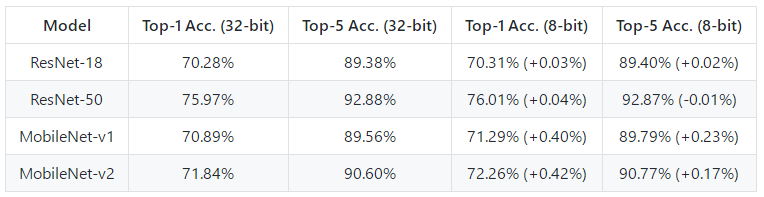 Model Top-1 Acc. (32-bit) Top-5 Acc. (32-bit) Top-1 Acc. (8-bit) Top-5 Acc. (8-bit)
ResNet-18 70.28% 89.38% 70.31% (+0.03%) 89.40% (+0.02%)
ResNet-50 75.97% 92.88% 76.01% (+0.04%) 92.87% (-0.01%)
MobileNet-v1 70.89% 89.56% 71.29% (+0.40%) 89.79% (+0.23%)
MobileNet-v2 71.84% 90.60% 72.26% (+0.42%) 90.77% (+0.17%)